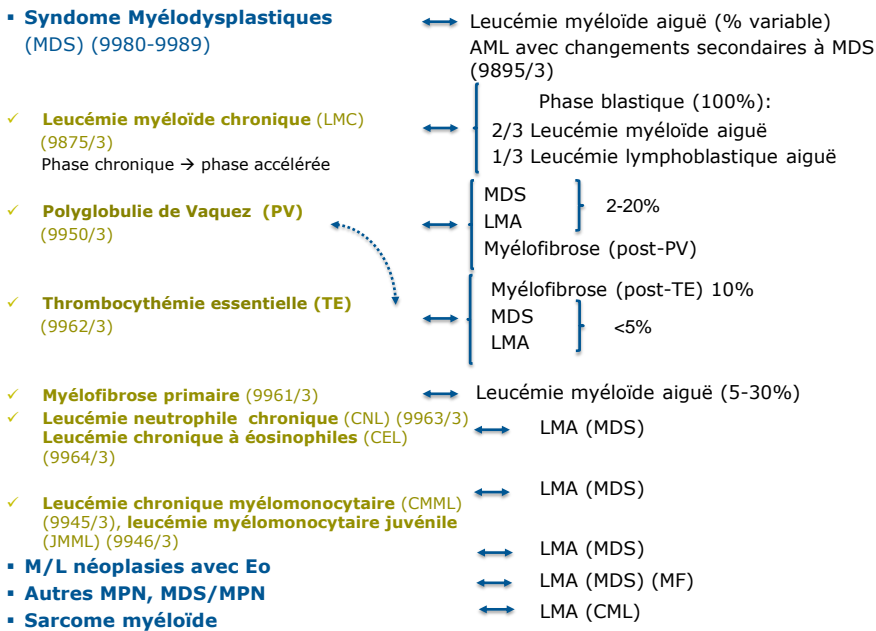 ▪ Syndome Myélodysplastiques
(MDS) (9980-9989)
Leucémie myéloïde aiguë (% variable)
AML avec changements secondaires à MDS
(9895/3)
✓ Leucémie myéloïde chronique (LMC)
(9875/3)
Phase chronique → phase accélérée
Phase blastique (100%):
2/3 Leucémie myéloïde aiguë
1/3 Leucémie lymphoblastique aiguë
✓ Polyglobulie de Vaquez (PV)
(9950/3)
MDS
LMA
2-20%
Myélofibrose (post-PV)
✓ Thrombocythémie essentielle (TE)
(9962/3)
Myélofibrose (post-TE) 10%
MDS
LMA
<5%
✓ Myélofibrose primaire (9961/3)
Leucémie myéloïde aiguë (5-30%)
✓ Leucémie neutrophile chronique (CNL) (9963/3)
Leucémie chronique à éosinophiles (CEL)
(9964/3)
LMA (MDS)
✓ Leucémie chronique myélomonocytaire (CMML)
(9945/3), leucémie myélomonocytaire juvénile
(JMML) (9946/3)
LMA (MDS)
▪ M/L néoplasies avec Eo
LMA (MDS)
▪ Autres MPN, MDS/MPN
LMA (MDS) (MF)
▪ Sarcome myéloïde
LMA (CML)